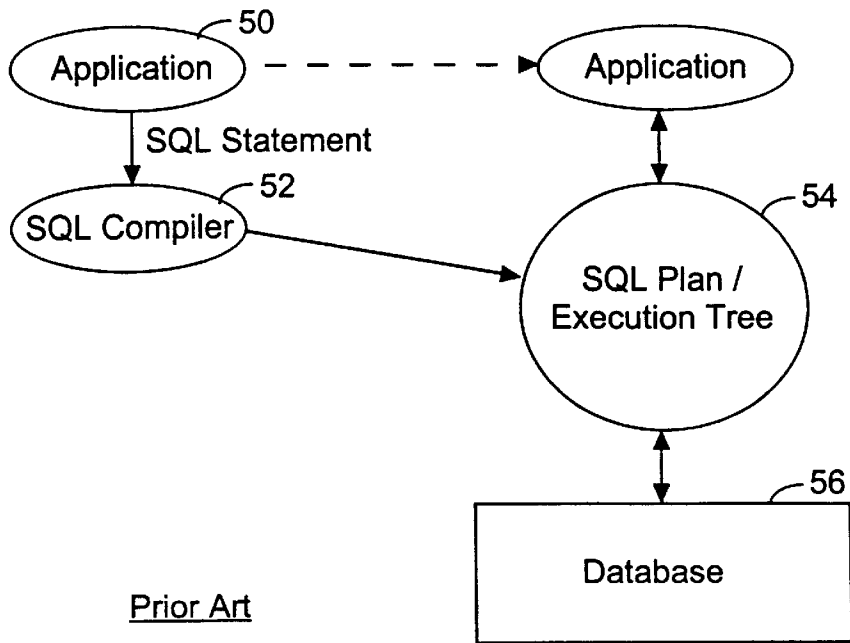 50
Application
Application
SQL Statement
52
SQL Compiler
54
SQL Plan /
Execution Tree
56
Database
Prior Art